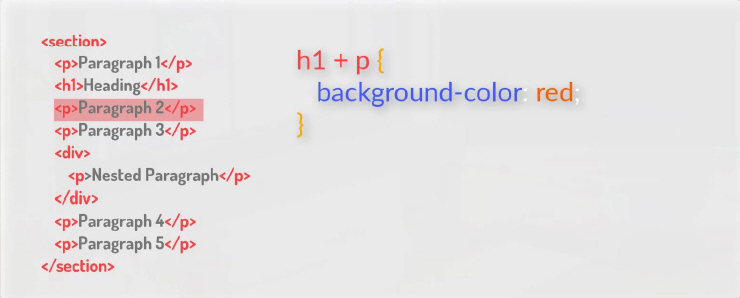 <section>
<p>Paragraph 1</p>
<h1>Heading</h1>
<p>Paragraph 2</p>
<p>Paragraph 3</p>
<div>
<p>Nested Paragraph</p>
</div>
<p>Paragraph 4</p>
<p>Paragraph 5</p>
</section>
h1 + p {
background-color: red;
}